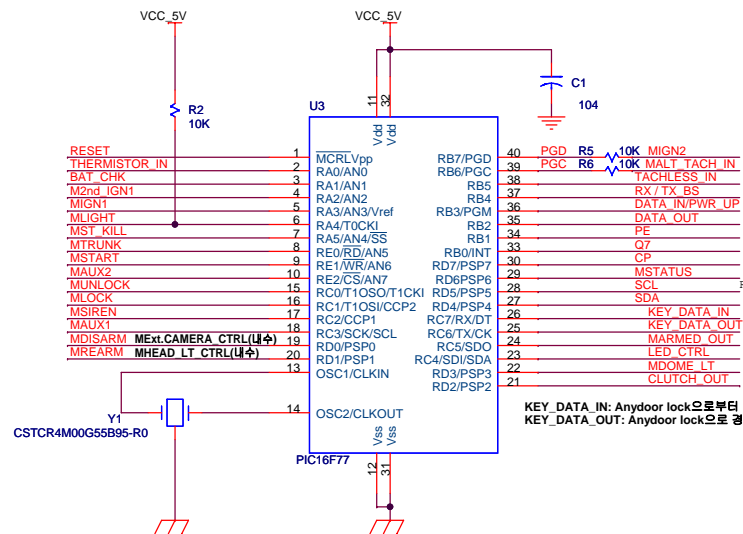 VCC_5V
VCC_5V
R2
10K
C1
104
U3
11
32
Vdd
Vdd
RESET 1 MCRLVpp
THERMISTOR_IN 2 RA0/AN0
BAT_CHK 3 RA1/AN1
M2nd_IGN1 4 RA2/AN2
MIGN1 5 RA3/AN3/Vref
MLIGHT 6 RA4/T0CKI
MST_KILL 7 RA5/AN4/SS
MTRUNK 8 RE0/RD/AN5
MSTART 9 RE1/WR/AN6
MAUX2 10 RE2/CS/AN7
MUNLOCK 15 RC0/T1OSO/T1CKI
MLOCK 16 RC1/T1OSI/CCP2
MSIREN 17 RC2/CCP1
MAUX1 18 RC3/SCK/SCL
MDISARM MExt.CAMERA_CTRL(내수) 19 RD0/PSP0
MREARM MHEAD_LT_CTRL(내수) 20 RD1/PSP1
13 OSC1/CLKIN
14 OSC2/CLKOUT
RB7/PGD 40 PGD R5 10K MIGN2
RB6/PGC 39 PGC R6 10K MALT_TACH_IN
RB5 38 TACHLESS_IN
RB4 37 RX / TX_BS
RB3/PGM 36 DATA_IN/PWR_UP
RB2 35 DATA_OUT
RB1 34 PE
RB0/INT 33 Q7
RD7/PSP7 30 CP
RD6PSP6 29 MSTATUS
RD5/PSP5 28 SCL
RD4/PSP4 27 SDA
RC7/RX/DT 26 KEY_DATA_IN
RC6/TX/CK 25 KEY_DATA_OUT
RC5/SDO 24 MARMED_OUT
RC4/SDI/SDA 23 LED_CTRL
RD3/PSP3 22 MDOME_LT
RD2/PSP2 21 CLUTCH_OUT
Y1
CSTCR4M00G55B95-R0
Vss
Vss
12
31
PIC16F77
KEY_DATA_IN: Anydoor lock으로부터
KEY_DATA_OUT: Anydoor lock으로 경